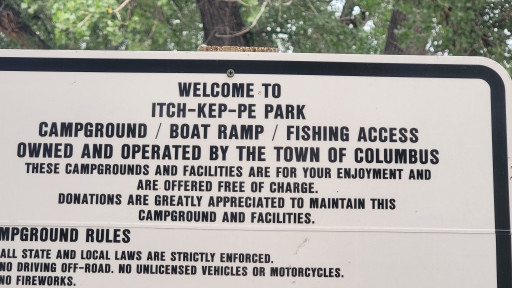 WELCOME TO
ITCH-KEP-PE PARK
CAMPGROUND / BOAT RAMP / FISHING ACCESS
OWNED AND OPERATED BY THE TOWN OF COLUMBUS
THESE CAMPGROUNDS AND FACILITIES ARE FOR YOUR ENJOYMENT AND
ARE OFFERED FREE OF CHARGE.
DONATIONS ARE GREATLY APPRECIATED TO MAINTAIN THIS
CAMPGROUND AND FACILITIES.
MPGROUND RULES
ALL STATE AND LOCAL LAWS ARE STRICTLY ENFORCED.
NO DRIVING OFF-ROAD. NO UNLICENSED VEHICLES OR MOTORCYCLES.
NO FIREWORKS.